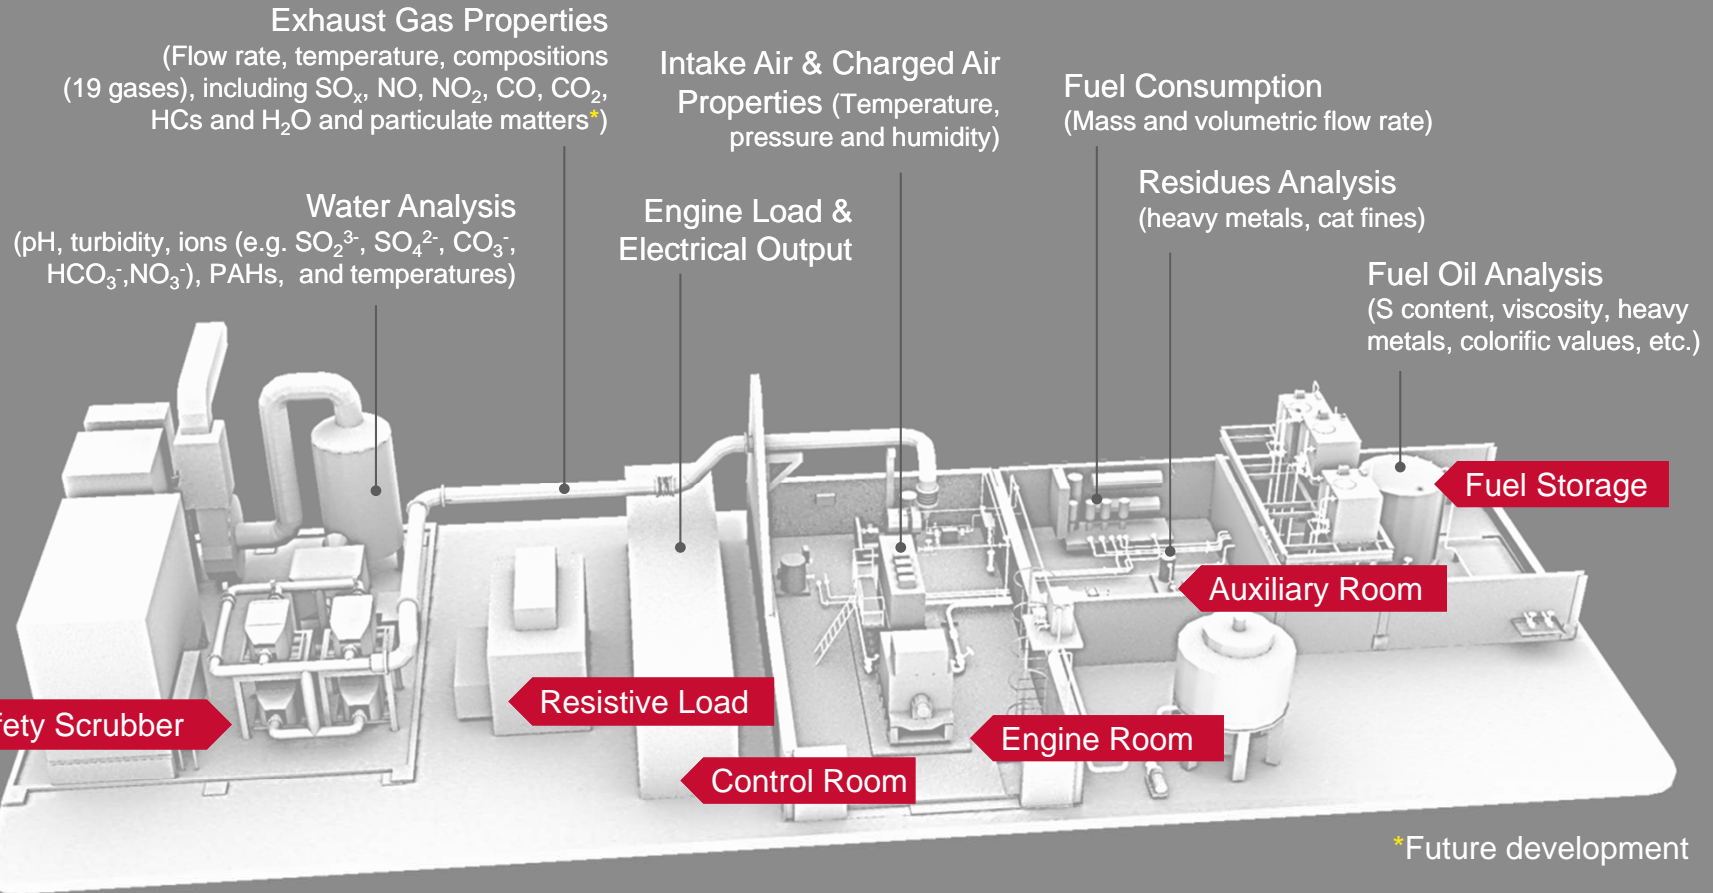 Exhaust Gas Properties
(Flow rate, temperature, compositions
(19 gases), including SOₓ, NO, NO₂, CO, CO₂,
HCs and H₂O and particulate matters*)
Intake Air & Charged Air
Properties (Temperature,
pressure and humidity)
Fuel Consumption
(Mass and volumetric flow rate)
Water Analysis
(pH, turbidity, ions (e.g. SO₂³⁻, SO₄²⁻, CO₃⁻,
HCO₃⁻,NO₃⁻), PAHs, and temperatures)
Engine Load &
Electrical Output
Residues Analysis
(heavy metals, cat fines)
Fuel Oil Analysis
(S content, viscosity, heavy
metals, colorific values, etc.)
Fuel Storage
Auxiliary Room
Resistive Load
fety Scrubber
Engine Room
Control Room
*Future development